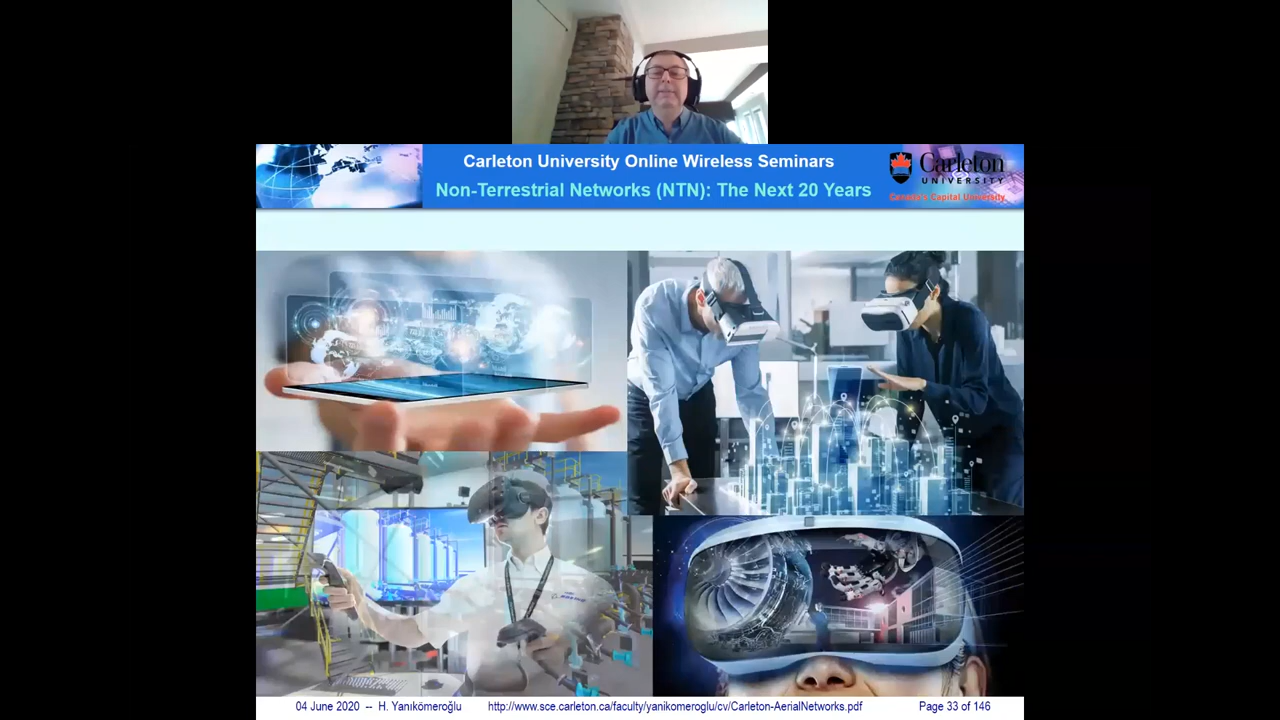 Carleton University Online Wireless Seminars
Non-Terrestrial Networks (NTN): The Next 20 Years
Carleton
UNIVERSITY
Canada's Capital University
04 June 2020 -- H. Yanıkömeroğlu
http://www.sce.carleton.ca/faculty/yanikomeroglu/cv/Carleton-AerialNetworks.pdf
Page 33 of 146